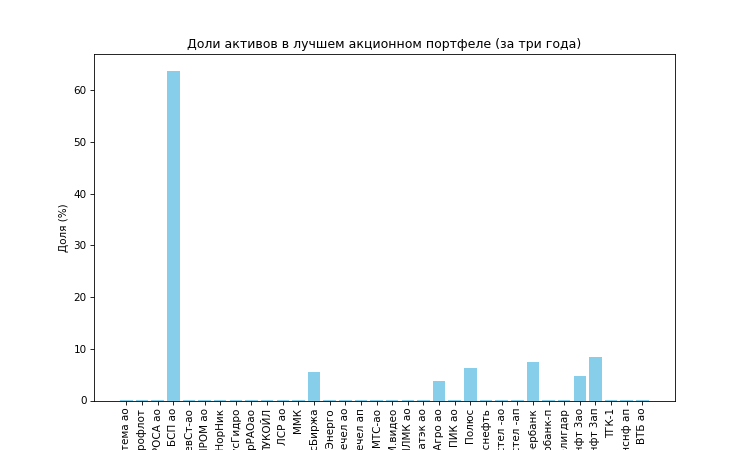 Доли активов в лучшем акционном портфеле (за три года)
Доля (%)
60
50
40
30
20
10
0
тема ао
рофлот
РОСА ао
БСП ао
евСт-ао
ПРОМ ао
НорНик
сГидро
рРАОао
ЛУКОЙЛ
ЛСР ао
ММК
сБиржа
Энерго
ечел ао
ечел ап
МТС-ао
М.видео
НЛМК ао
атэк ао
Агро ао
ПИК ао
Полюс
снефть
стел -ао
стел -ап
ербанк
рбанк-п
лигдар
нфт 3ао
нфт 3ап
ТГК-1
нснф ап
ВТБ ао